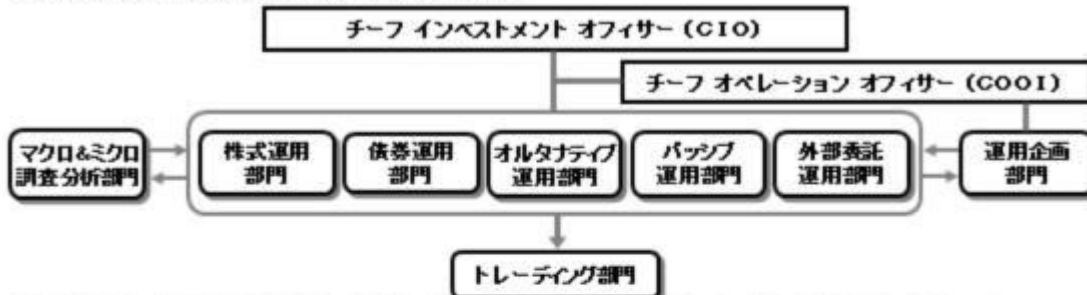 チーフ インベストメント オフィサー (CIO)
チーフ オペレーション オフィサー (COOI)
マクロ&ミクロ
調査分析部門
株式運用
部門
債券運用
部門
オルタナティブ
運用部門
パッシブ
運用部門
外部委託
運用部門
運用企画
部門
トレーディング部門